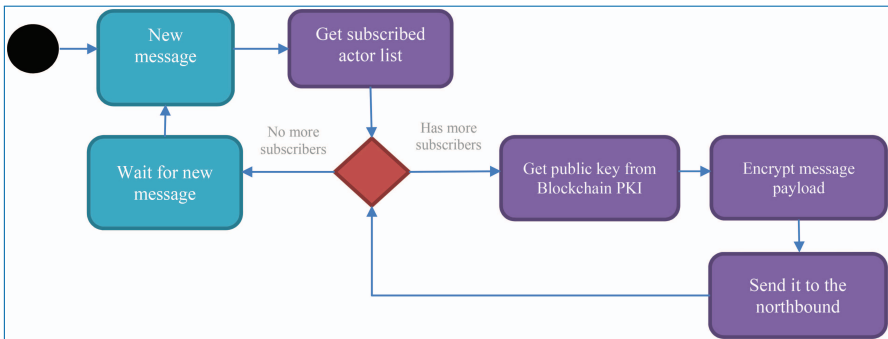 New
message
Get subscribed
actor list
No more
subscribers
Has more
subscribers
Wait for new
message
Get public key from
Blockchain PKI
Encrypt message
payload
Send it to the
northbound